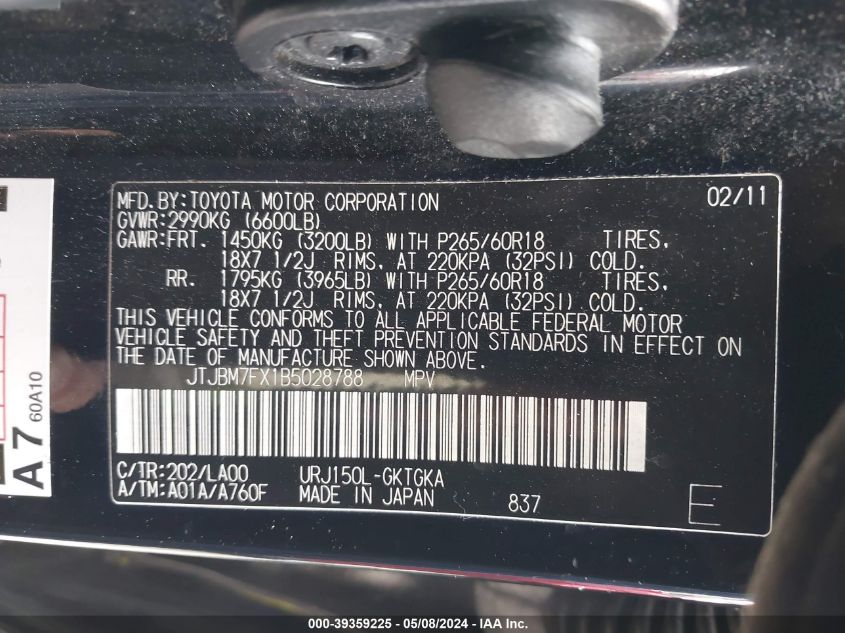 MFD.BY:TOYOTA MOTOR CORPORATION 02/11
GVWR:2990KG (6600LB)
GAWR:FRT. 1450KG (3200LB) WITH P265/60R18 TIRES,
18X7 1/2J RIMS, AT 220KPA (32PSI) COLD.
RR. 1795KG (3965LB) WITH P265/60R18 TIRES,
18X7 1/2J RIMS, AT 220KPA (32PSI) COLD.
THIS VEHICLE CONFORMS TO ALL APPLICABLE FEDERAL MOTOR
VEHICLE SAFETY AND THEFT PREVENTION STANDARDS IN EFFECT ON
THE DATE OF MANUFACTURE SHOWN ABOVE.
JTJBM7FX1B5028788 MPV
C/TR:202/LA00 URJ150L-GKTGKA
A/TM:A01A/A760F MADE IN JAPAN 837 E
A7 60A10
000-39359225 - 05/08/2024 - IAA Inc.